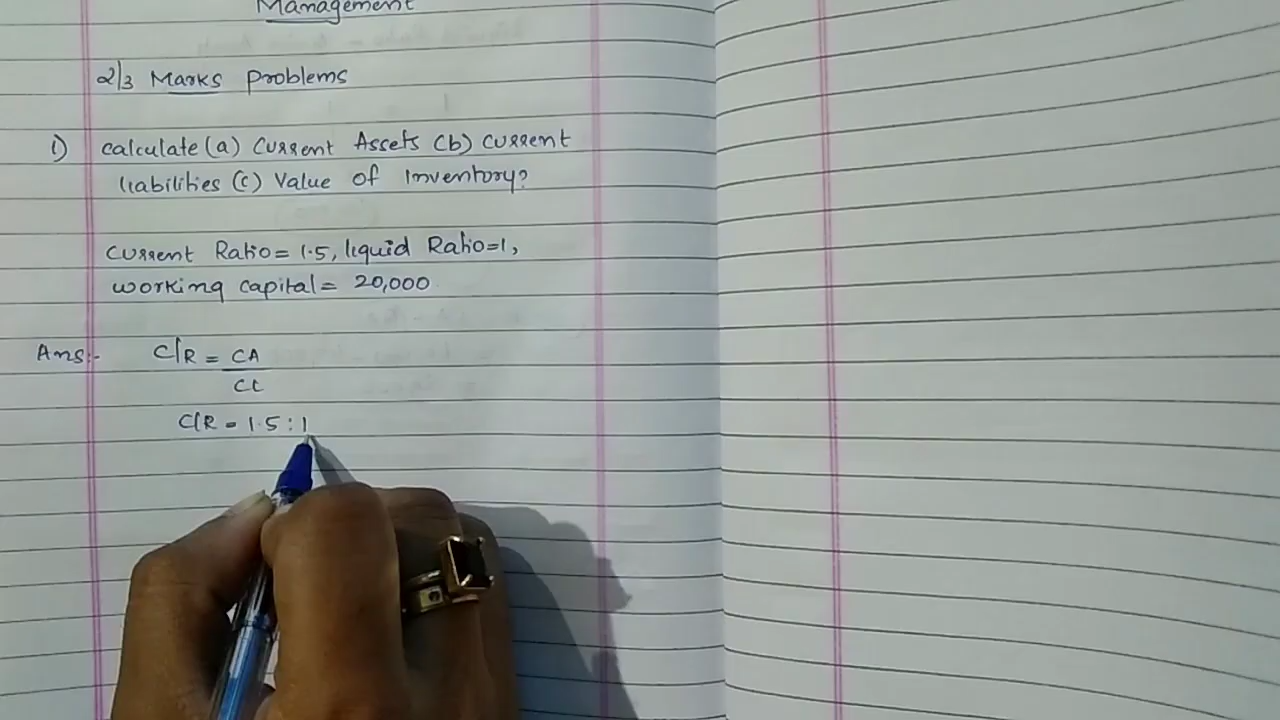 Management
2/3 Marks Problems
1) Calculate (a) Current Assets (b) Current
liabilities (c) Value of Inventory?
Current Ratio = 1.5, liquid Ratio=1,
working capital = 20,000
Ans:- C/R = CA
CL
C/R = 1.5 : 1